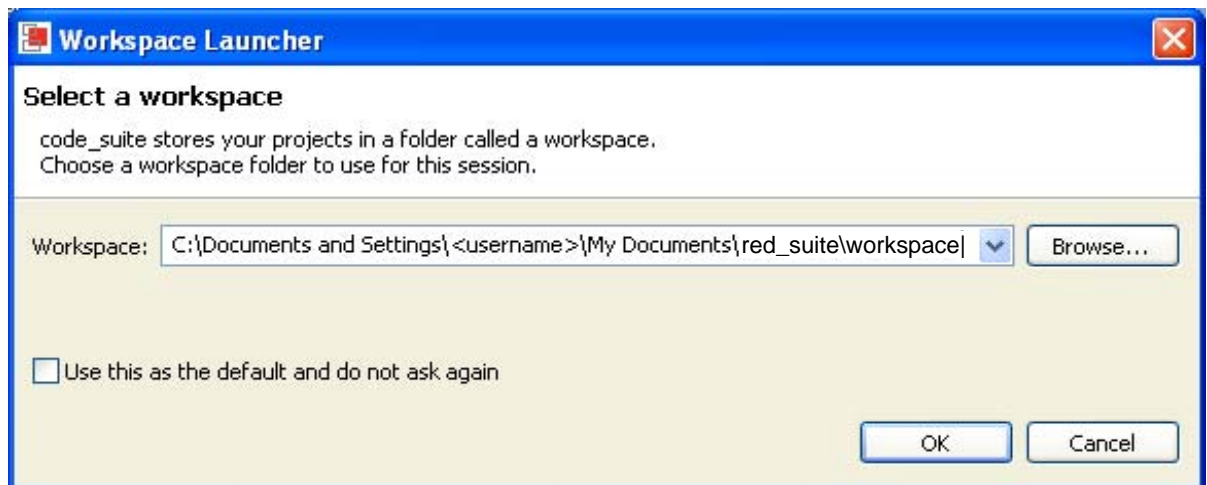 Workspace Launcher
Select a workspace
code_suite stores your projects in a folder called a workspace.
Choose a workspace folder to use for this session.
Workspace: C:\Documents and Settings\<username>\My Documents\red_suite\workspace Browse...
Use this as the default and do not ask again
OK Cancel